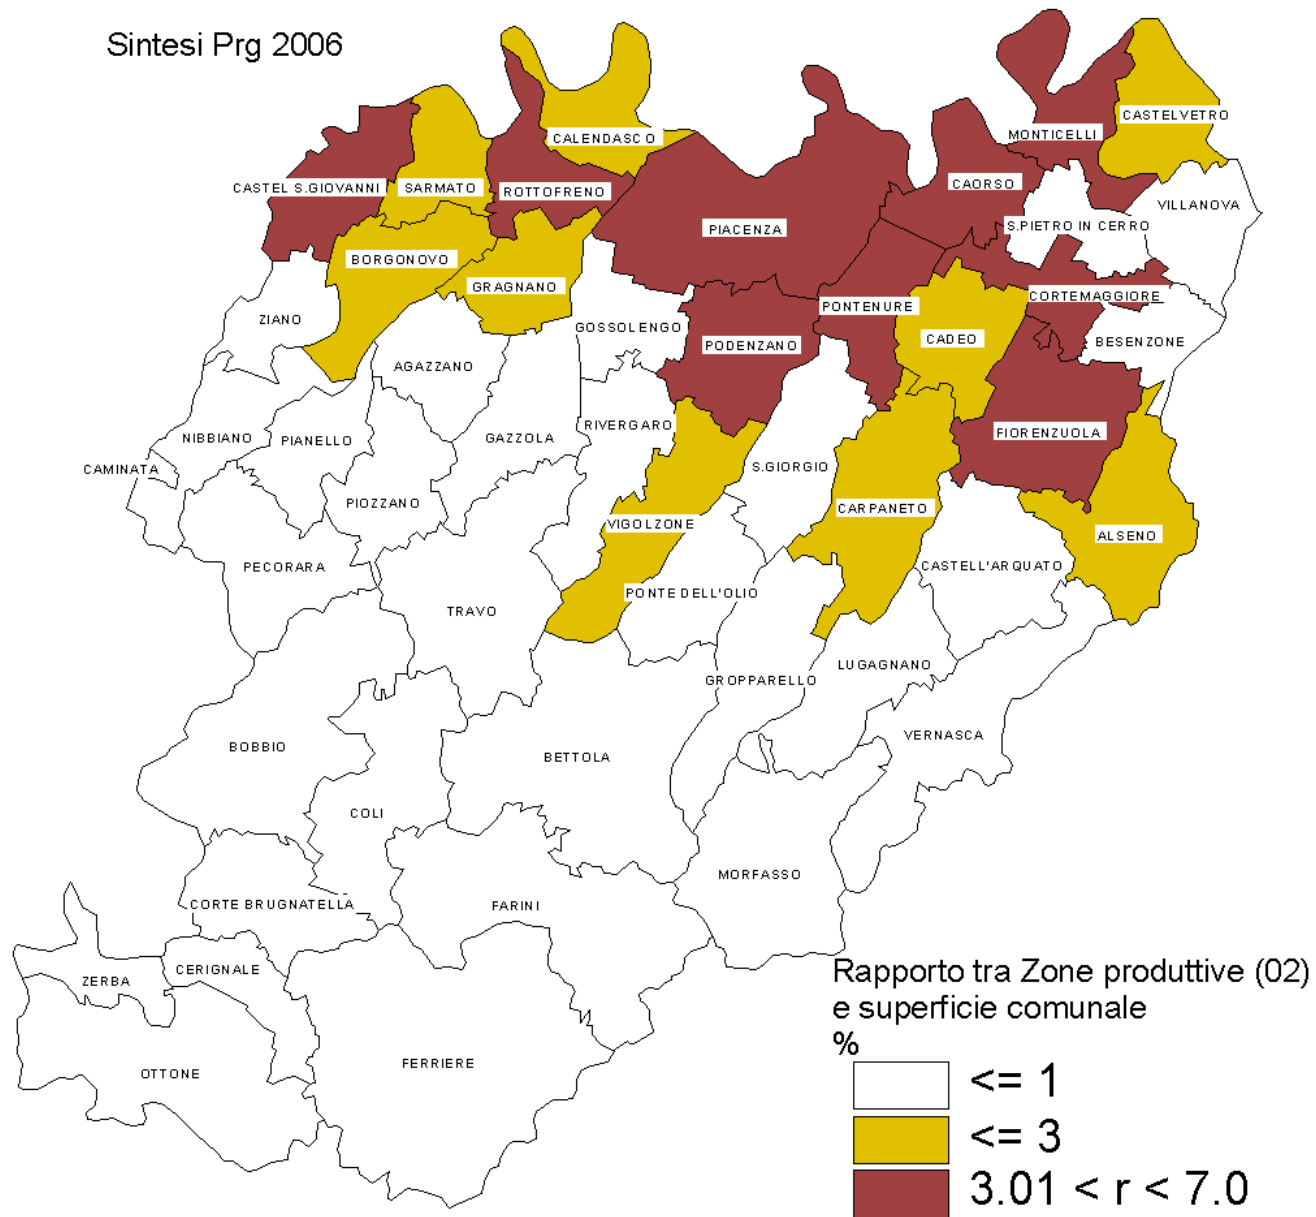 Sintesi Prg 2006
CASTELVETRO
MONTICELLI
CALENDASCO
CAORSO
CASTEL S.GIOVANNI
SARMATO
ROTTOFRENO
VILLANOVA
S.PIETRO IN CERRO
PIACENZA
BORGONOVO
GRAGNANO
CORTEMAGGIORE
PONTENURE
ZIANO
GOSSOLENGO
CADEO
BESENZONE
PODENZANO
AGAZZANO
RIVERGARO
FIORENZUOLA
NIBBIANO
PIANELLO
GAZZOLA
CAMINATA
S.GIORGIO
PIOZZANO
CARPANETO
VIGOLZONE
ALSENO
PECORARA
CASTELL'ARQUATO
PONTE DELL'OLIO
TRAVO
LUGAGNANO
GROPPARELLO
VERNASCA
BOBBIO
BETTOLA
COLI
MORFASSO
CORTE BRUGNATELLA
FARINI
CERIGNALE
ZERBA
FERRIERE
OTTONE
Rapporto tra Zone produttive (02)
e superficie comunale
%
<= 1
<= 3
3.01 < r < 7.0